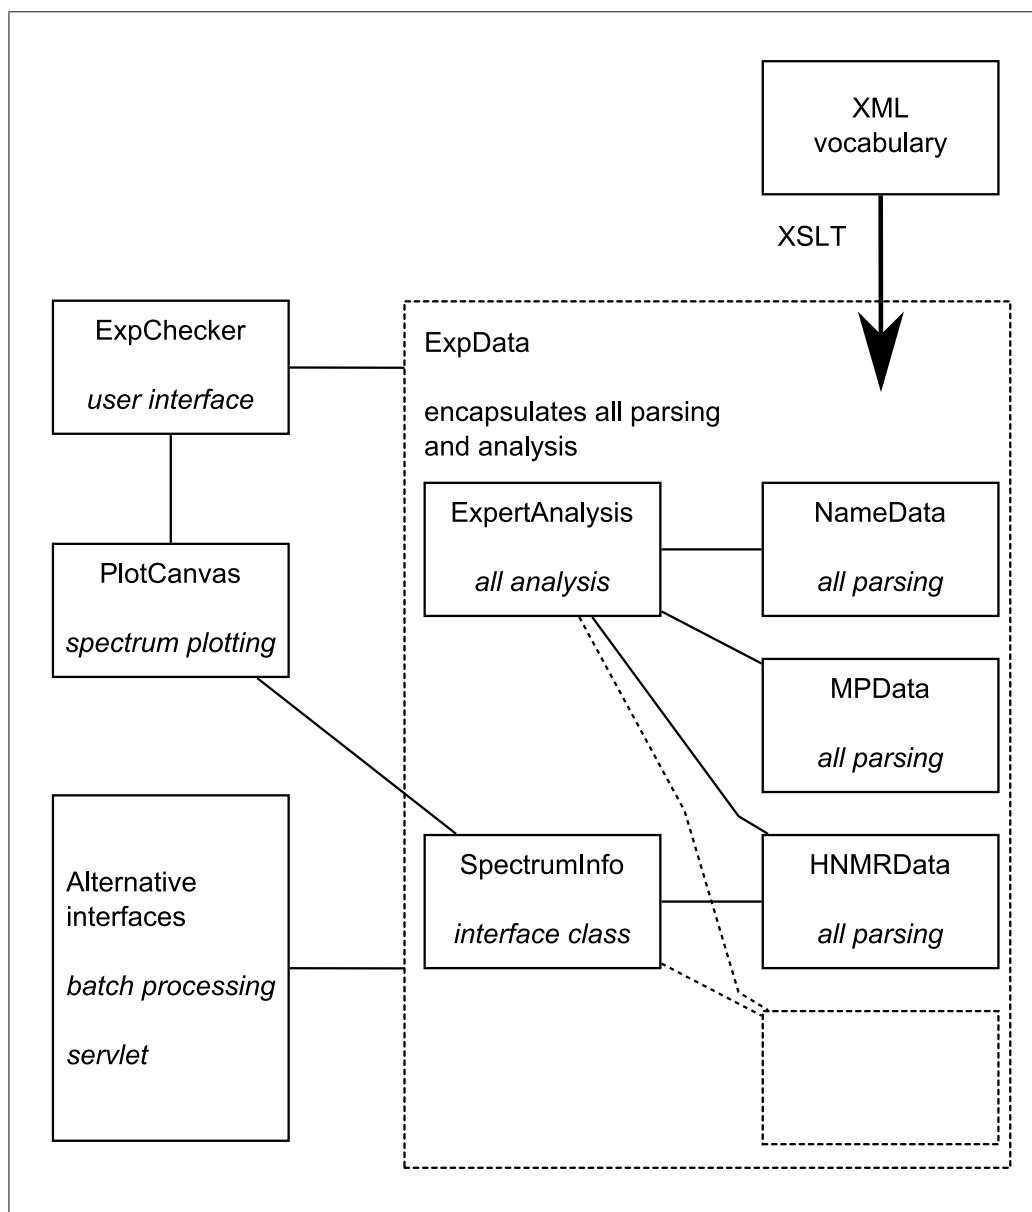 XML
vocabulary
XSLT
ExpChecker
user interface
ExpData
encapsulates all parsing
and analysis
ExpertAnalysis
all analysis
NameData
all parsing
PlotCanvas
spectrum plotting
MPData
all parsing
Alternative
interfaces
batch processing
servlet
SpectrumInfo
interface class
HNMRData
all parsing